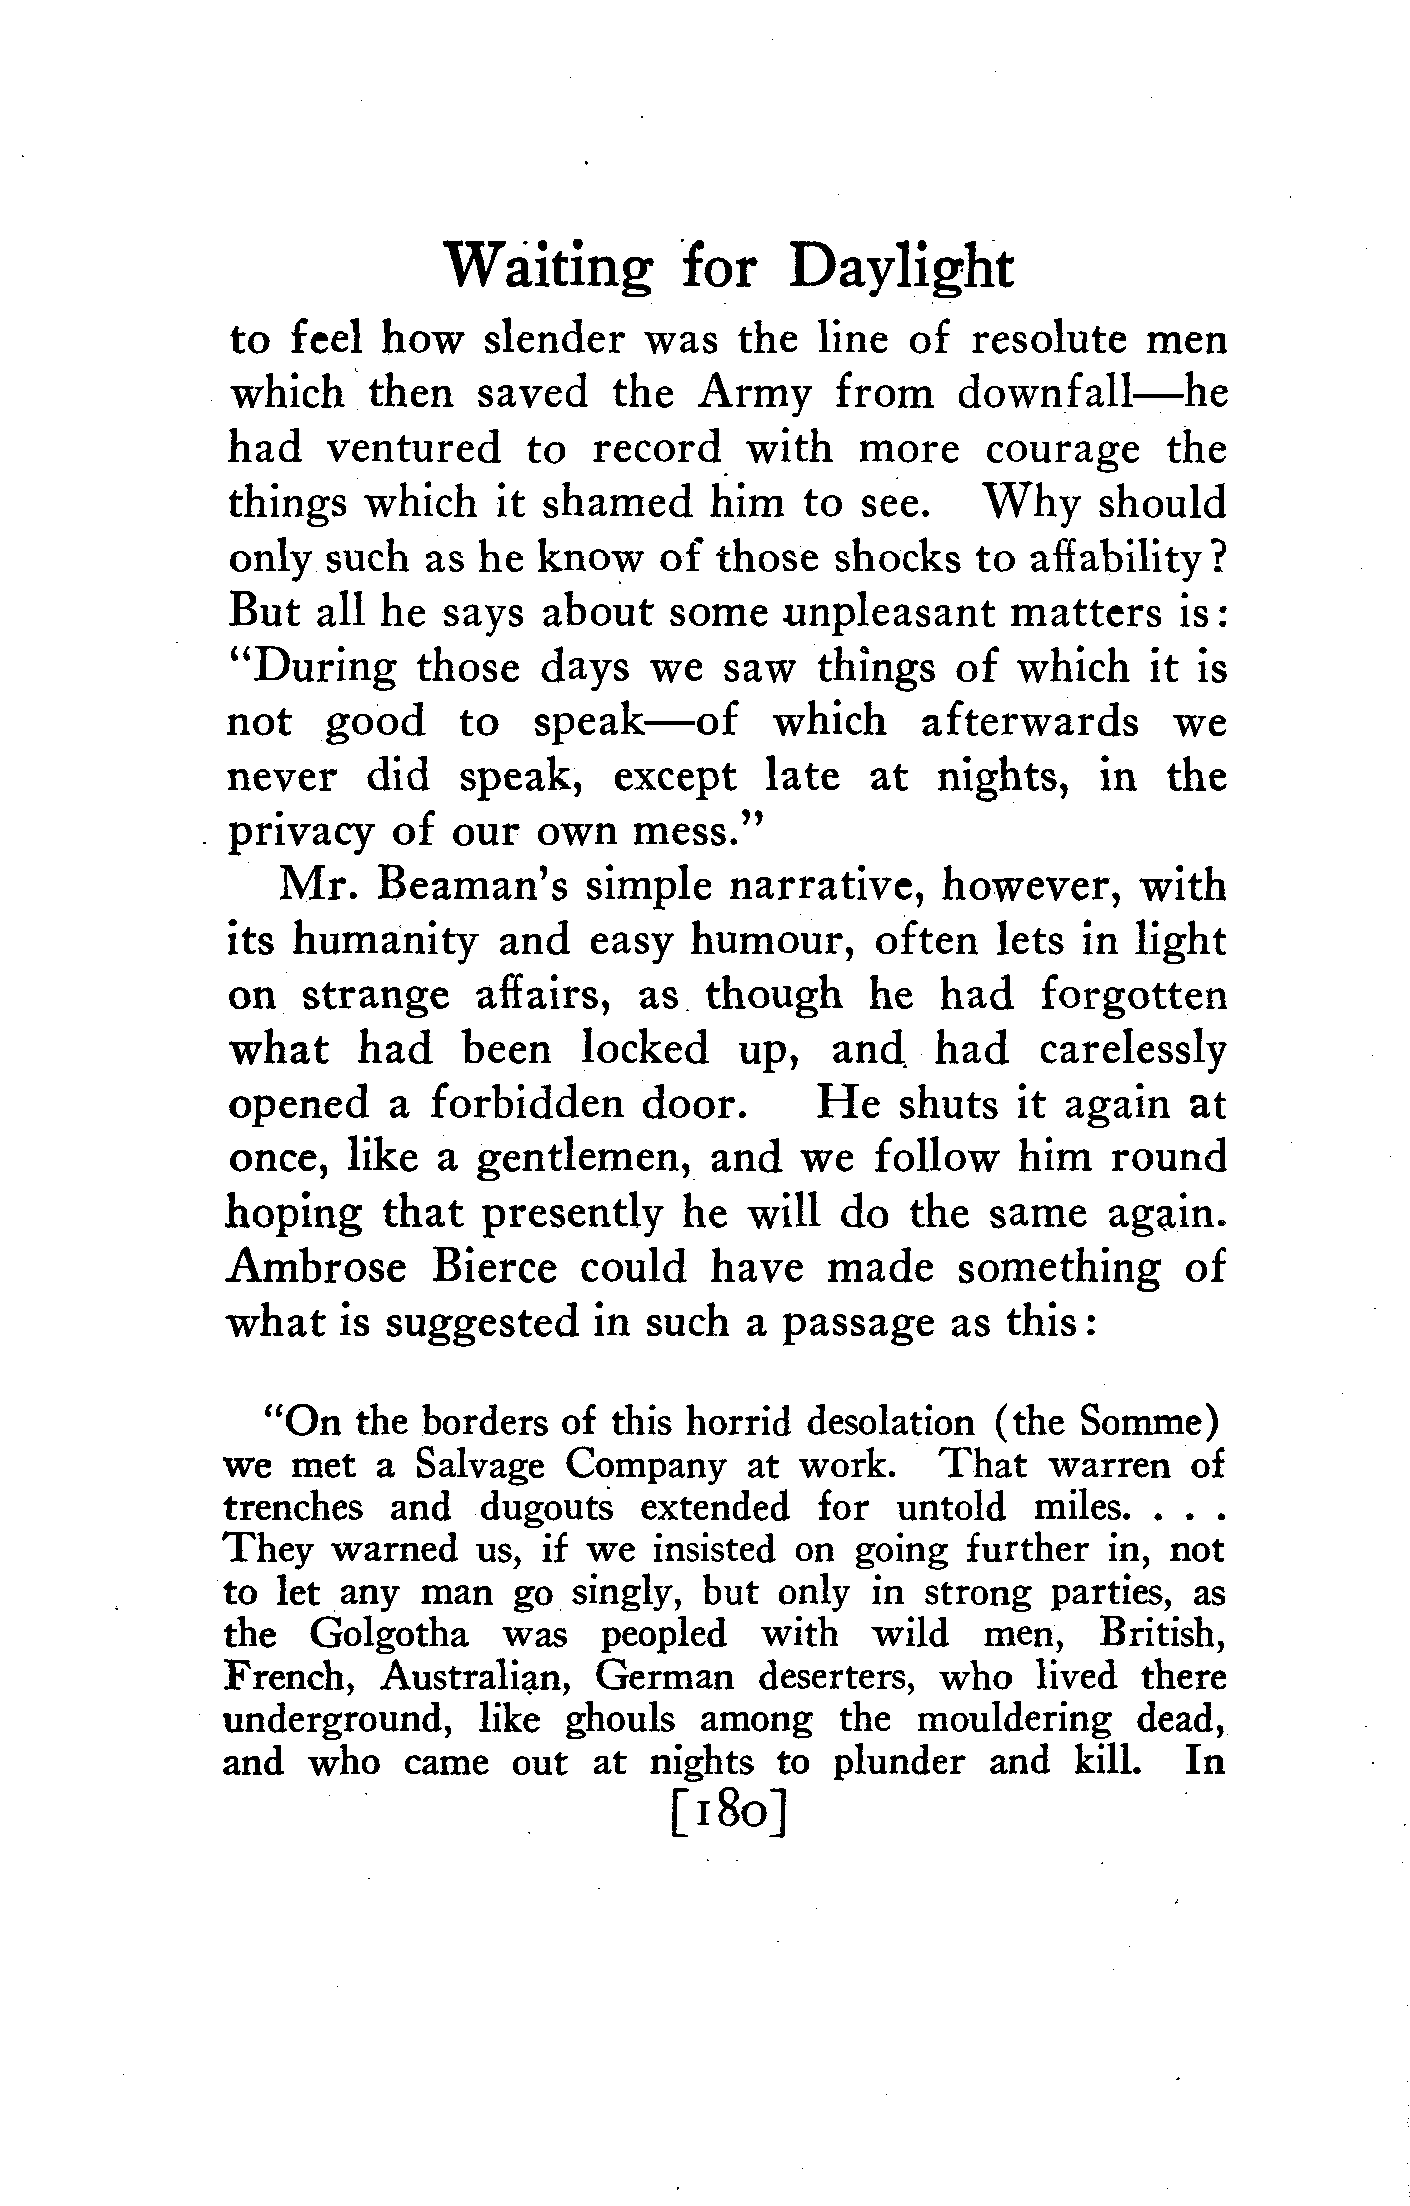 Waiting for Daylight
to feel how slender was the line of resolute men
which then saved the Army from downfall—he
had ventured to record with more courage the
things which it shamed him to see. Why should
only such as he know of those shocks to affability?
But all he says about some unpleasant matters is:
"During those days we saw things of which it is
not good to speak—of which afterwards we
never did speak, except late at nights, in the
privacy of our own mess."
Mr. Beaman's simple narrative, however, with
its humanity and easy humour, often lets in light
on strange affairs, as though he had forgotten
what had been locked up, and had carelessly
opened a forbidden door. He shuts it again at
once, like a gentlemen, and we follow him round
hoping that presently he will do the same again.
Ambrose Bierce could have made something of
what is suggested in such a passage as this:
"On the borders of this horrid desolation (the Somme)
we met a Salvage Company at work. That warren of
trenches and dugouts extended for untold miles. . . .
They warned us, if we insisted on going further in, not
to let any man go singly, but only in strong parties, as
the Golgotha was peopled with wild men, British,
French, Australian, German deserters, who lived there
underground, like ghouls among the mouldering dead,
and who came out at nights to plunder and kill. In
[180]